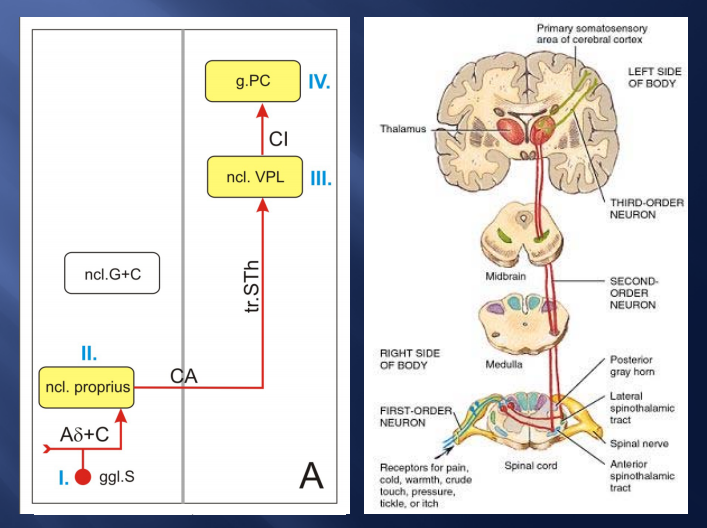 g.PC
IV.
CI
ncl. VPL
III.
ncl.G+C
tr.STh
II.
ncl. proprius
CA
Aδ+C
I.
ggl.S
A
Primary somatosensory
area of cerebral cortex
LEFT SIDE
OF BODY
Thalamus
THIRD-ORDER
NEURON
Midbrain
SECOND-
ORDER
NEURON
Medulla
RIGHT SIDE
OF BODY
Posterior
gray horn
Lateral
spinothalamic
tract
FIRST-ORDER
NEURON
Spinal nerve
Receptors for pain,
cold, warmth, crude
touch, pressure,
tickle, or itch
Spinal cord
Anterior
spinothalamic
tract